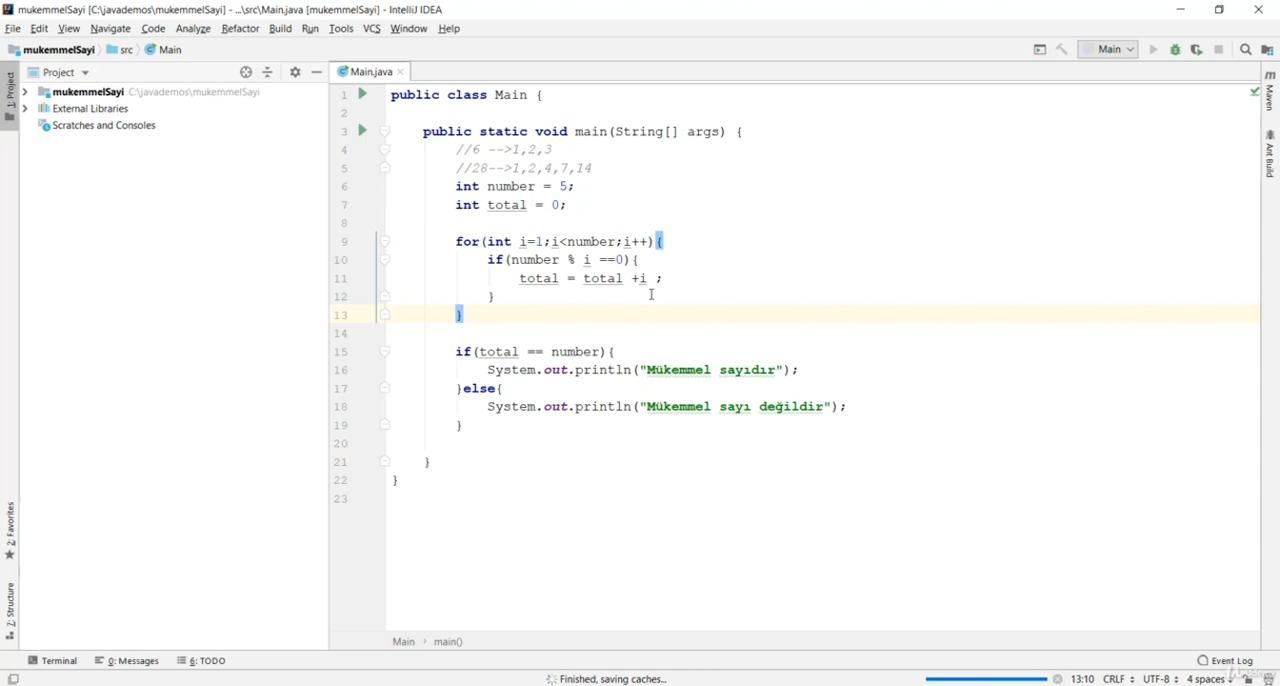 mukemmelSayi [C:\javademos\mukemmelSayi] - ...\src\Main.java [mukemmelSayi] - IntelliJ IDEA
File Edit View Navigate Code Analyze Refactor Build Run Tools VCS Window Help
mukemmelSayi src Main Main
Project Main.java
mukemmelSayi C:\javademos\mukemmelSayi
External Libraries
Scratches and Consoles
1: Project
2: Favorites
Z: Structure
1 public class Main {
2
3 public static void main(String[] args) {
4 //6 -->1,2,3
5 //28-->1,2,4,7,14
6 int number = 5;
7 int total = 0;
8
9 for(int i=1;i<number;i++){
10 if(number % i ==0){
11 total = total +i ;
12 }
13 }
14
15 if(total == number){
16 System.out.println("Mükemmel sayıdır");
17 }else{
18 System.out.println("Mükemmel sayı değildir");
19 }
20
21 }
22 }
23
Maven
Ant Build
Main main()
Terminal 0: Messages 6: TODO Event Log
Finished, saving caches... 13:10 CRLF UTF-8 4 spaces